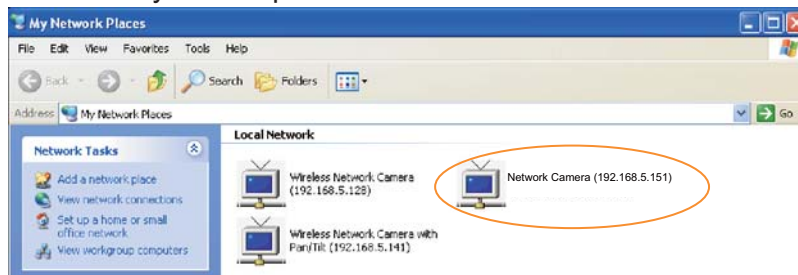 My Network Places
File Edit View Favorites Tools Help
Back Search Folders
Address My Network Places Go
Local Network
Network Tasks
Add a network place
View network connections
Set up a home or small
office network
View workgroup computers
Wireless Network Camera
(192.168.5.128)
Network Camera (192.168.5.151)
Wireless Network Camera with
Pan/Tilt (192.168.5.141)